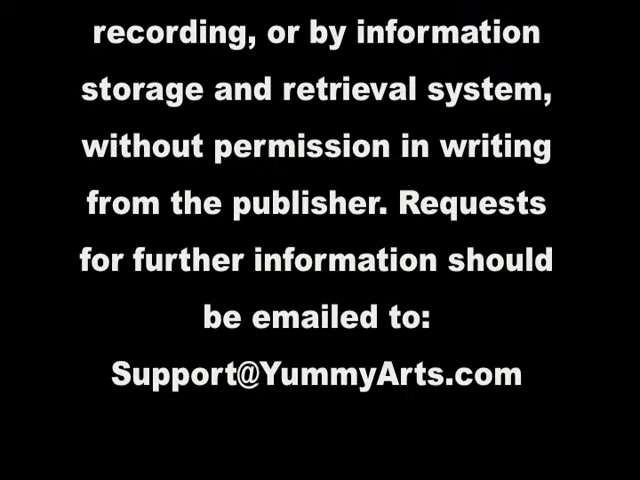 recording, or by information
storage and retrieval system,
without permission in writing
from the publisher. Requests
for further information should
be emailed to:
Support@YummyArts.com